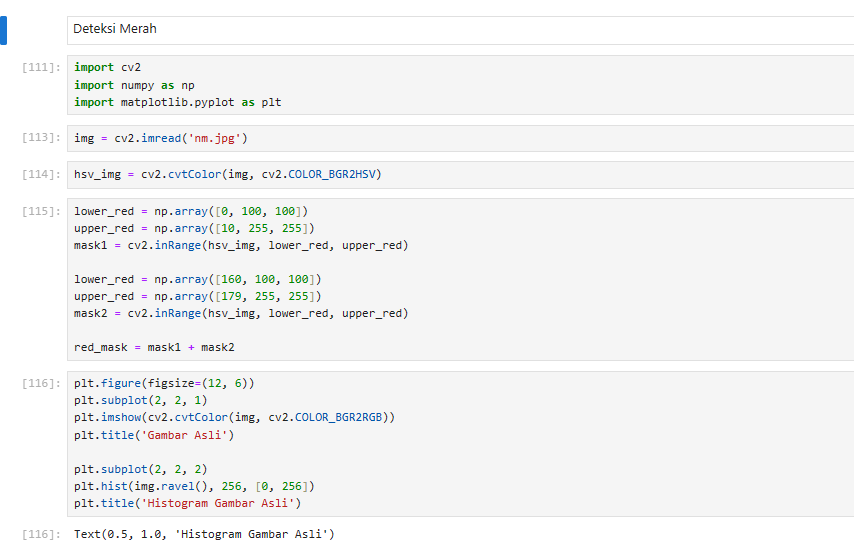 Deteksi Merah
[111]: import cv2
import numpy as np
import matplotlib.pyplot as plt
[113]: img = cv2.imread('nm.jpg')
[114]: hsv_img = cv2.cvtColor(img, cv2.COLOR_BGR2HSV)
[115]: lower_red = np.array([0, 100, 100])
upper_red = np.array([10, 255, 255])
mask1 = cv2.inRange(hsv_img, lower_red, upper_red)
lower_red = np.array([160, 100, 100])
upper_red = np.array([179, 255, 255])
mask2 = cv2.inRange(hsv_img, lower_red, upper_red)
red_mask = mask1 + mask2
[116]: plt.figure(figsize=(12, 6))
plt.subplot(2, 2, 1)
plt.imshow(cv2.cvtColor(img, cv2.COLOR_BGR2RGB))
plt.title('Gambar Asli')
plt.subplot(2, 2, 2)
plt.hist(img.ravel(), 256, [0, 256])
plt.title('Histogram Gambar Asli')
[116]: Text(0.5, 1.0, 'Histogram Gambar Asli')